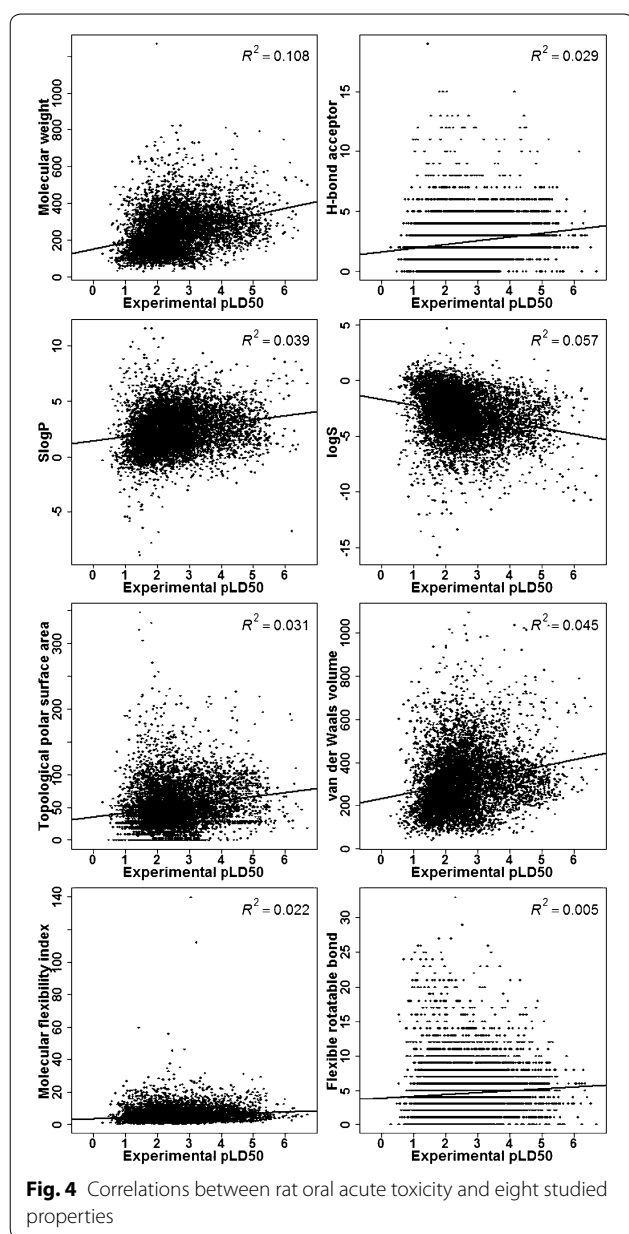 R² = 0.108
Molecular weight
0 200 400 600 800 1000
0 1 2 3 4 5 6
Experimental pLD50
R² = 0.029
H-bond acceptor
0 5 10 15
0 1 2 3 4 5 6
Experimental pLD50
R² = 0.039
SlogP
-5 0 5 10
0 1 2 3 4 5 6
Experimental pLD50
R² = 0.057
logS
-15 -10 -5 0 5
0 1 2 3 4 5 6
Experimental pLD50
R² = 0.031
Topological polar surface area
0 50 100 200 300
0 1 2 3 4 5 6
Experimental pLD50
R² = 0.045
van der Waals volume
0 200 400 600 800 1000
0 1 2 3 4 5 6
Experimental pLD50
R² = 0.022
Molecular flexibility index
0 20 40 60 80 100 140
0 1 2 3 4 5 6
Experimental pLD50
R² = 0.005
Flexible rotatable bond
0 5 10 15 20 25 30
0 1 2 3 4 5 6
Experimental pLD50
Fig. 4 Correlations between rat oral acute toxicity and eight studied
properties